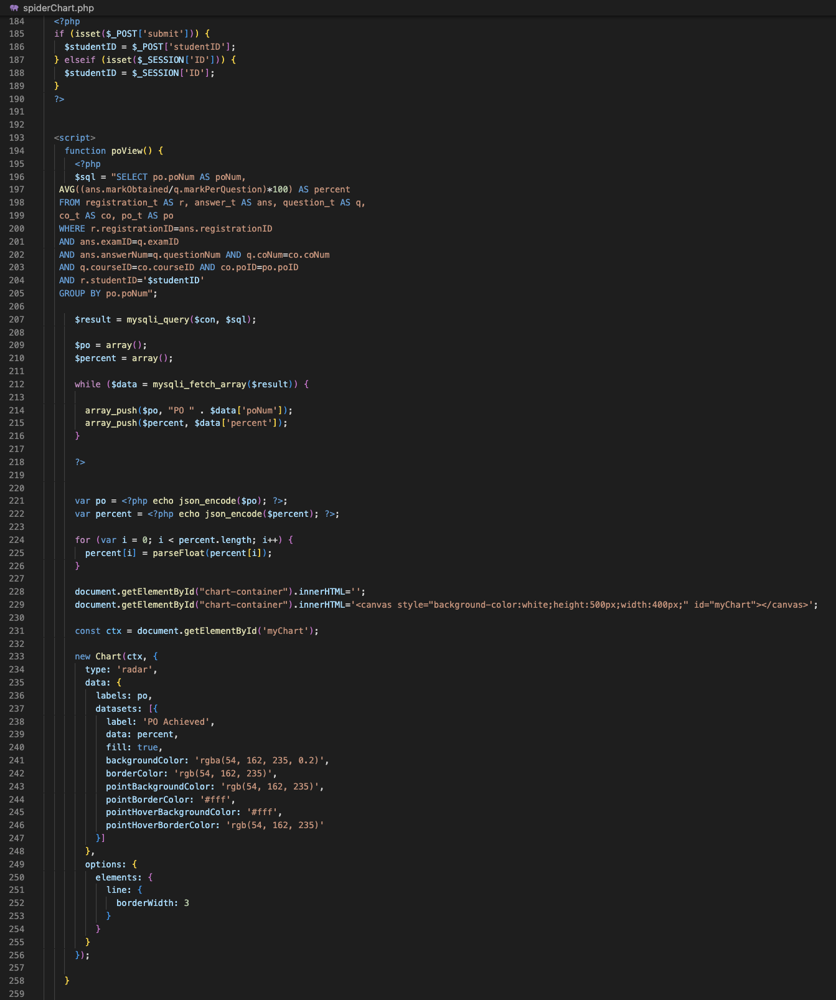 spiderChart.php
184 <?php
185 if (isset($_POST['submit'])) {
186 $studentID = $_POST['studentID'];
187 } elseif (isset($_SESSION['ID'])) {
188 $studentID = $_SESSION['ID'];
189 }
190 ?>
191
192
193 <script>
194 function poView() {
195 <?php
196 $sql = "SELECT po.poNum AS poNum,
197 AVG((ans.markObtained/q.markPerQuestion)*100) AS percent
198 FROM registration_t AS r, answer_t AS ans, question_t AS q,
199 co_t AS co, po_t AS po
200 WHERE r.registrationID=ans.registrationID
201 AND ans.examID=q.examID
202 AND ans.answerNum=q.questionNum AND q.coNum=co.coNum
203 AND q.courseID=co.courseID AND co.poID=po.poID
204 AND r.studentID='$studentID'
205 GROUP BY po.poNum";
206
207 $result = mysqli_query($con, $sql);
208
209 $po = array();
210 $percent = array();
211
212 while ($data = mysqli_fetch_array($result)) {
213
214 array_push($po, "PO " . $data['poNum']);
215 array_push($percent, $data['percent']);
216 }
217
218 ?>
219
220
221 var po = <?php echo json_encode($po); ?>;
222 var percent = <?php echo json_encode($percent); ?>;
223
224 for (var i = 0; i < percent.length; i++) {
225 percent[i] = parseFloat(percent[i]);
226 }
227
228 document.getElementById("chart-container").innerHTML='';
229 document.getElementById("chart-container").innerHTML='<canvas style="background-color:white;height:500px;width:400px;" id="myChart"></canvas>';
230
231 const ctx = document.getElementById('myChart');
232
233 new Chart(ctx, {
234 type: 'radar',
235 data: {
236 labels: po,
237 datasets: [{
238 label: 'PO Achieved',
239 data: percent,
240 fill: true,
241 backgroundColor: 'rgba(54, 162, 235, 0.2)',
242 borderColor: 'rgb(54, 162, 235)',
243 pointBackgroundColor: 'rgb(54, 162, 235)',
244 pointBorderColor: '#fff',
245 pointHoverBackgroundColor: '#fff',
246 pointHoverBorderColor: 'rgb(54, 162, 235)'
247 }]
248 },
249 options: {
250 elements: {
251 line: {
252 borderWidth: 3
253 }
254 }
255 }
256 });
257
258 }
259